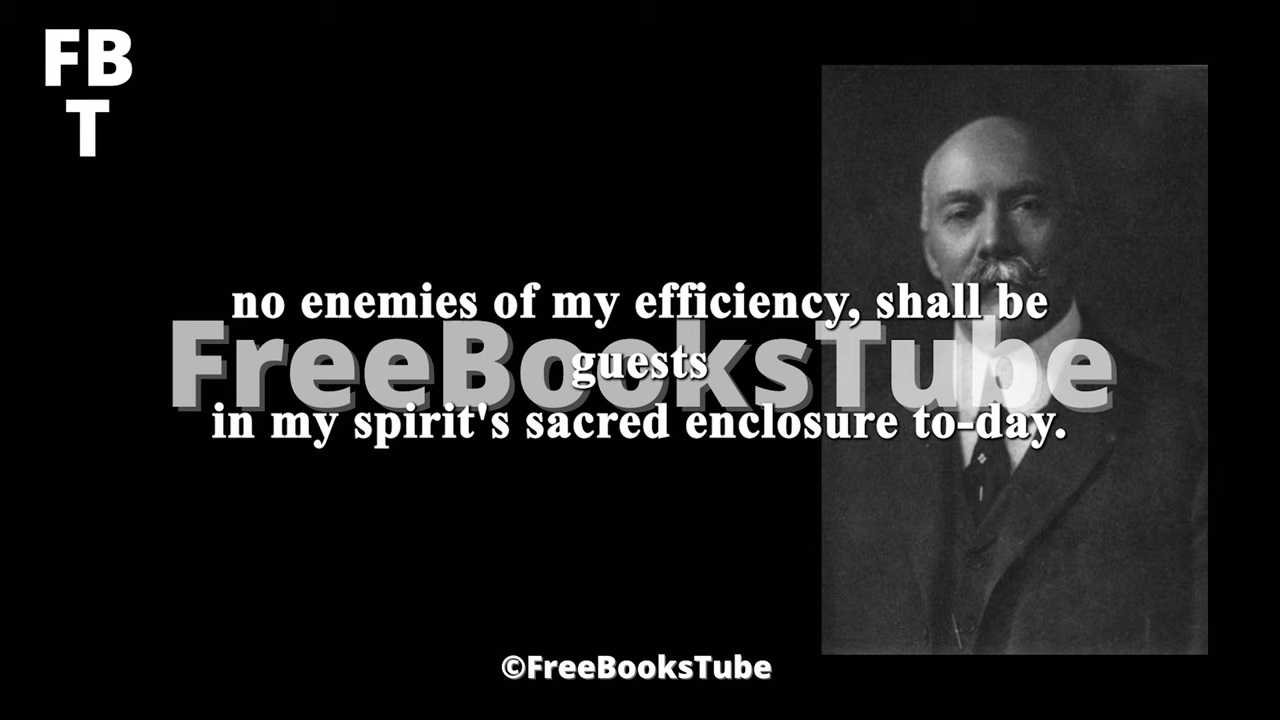 FB
T
no enemies of my efficiency, shall be
FreeBooksTube
guests
in my spirit's sacred enclosure to-day.
©FreeBooksTube